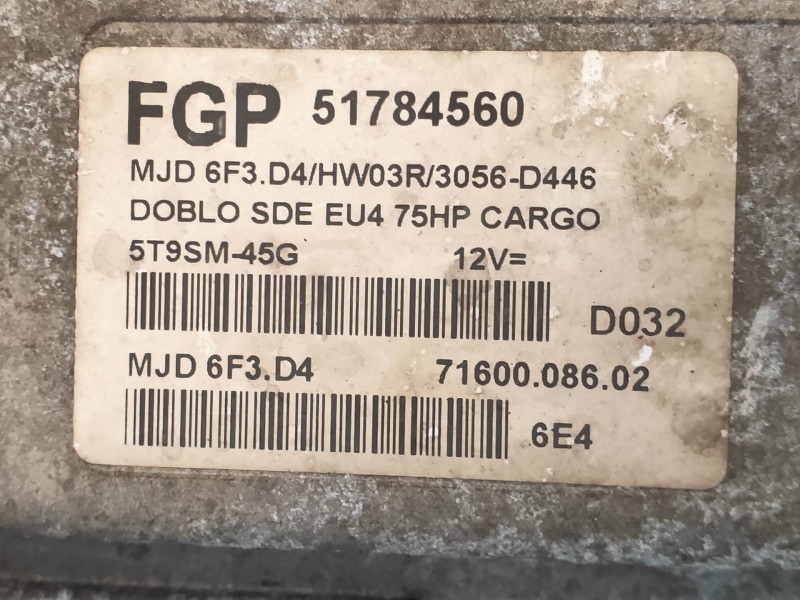 FGP 51784560
MJD 6F3.D4/HW03R/3056-D446
DOBLO SDE EU4 75HP CARGO
5T9SM-45G 12V=
D032
MJD 6F3.D4 71600.086.02
6E4